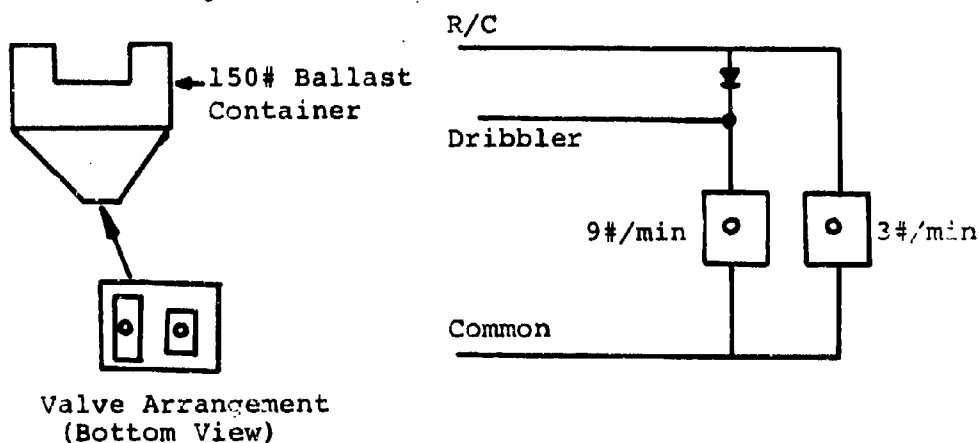 R/C
150# Ballast
Container
Dribbler
9#/min
3#/min
Common
Valve Arrangement
(Bottom View)